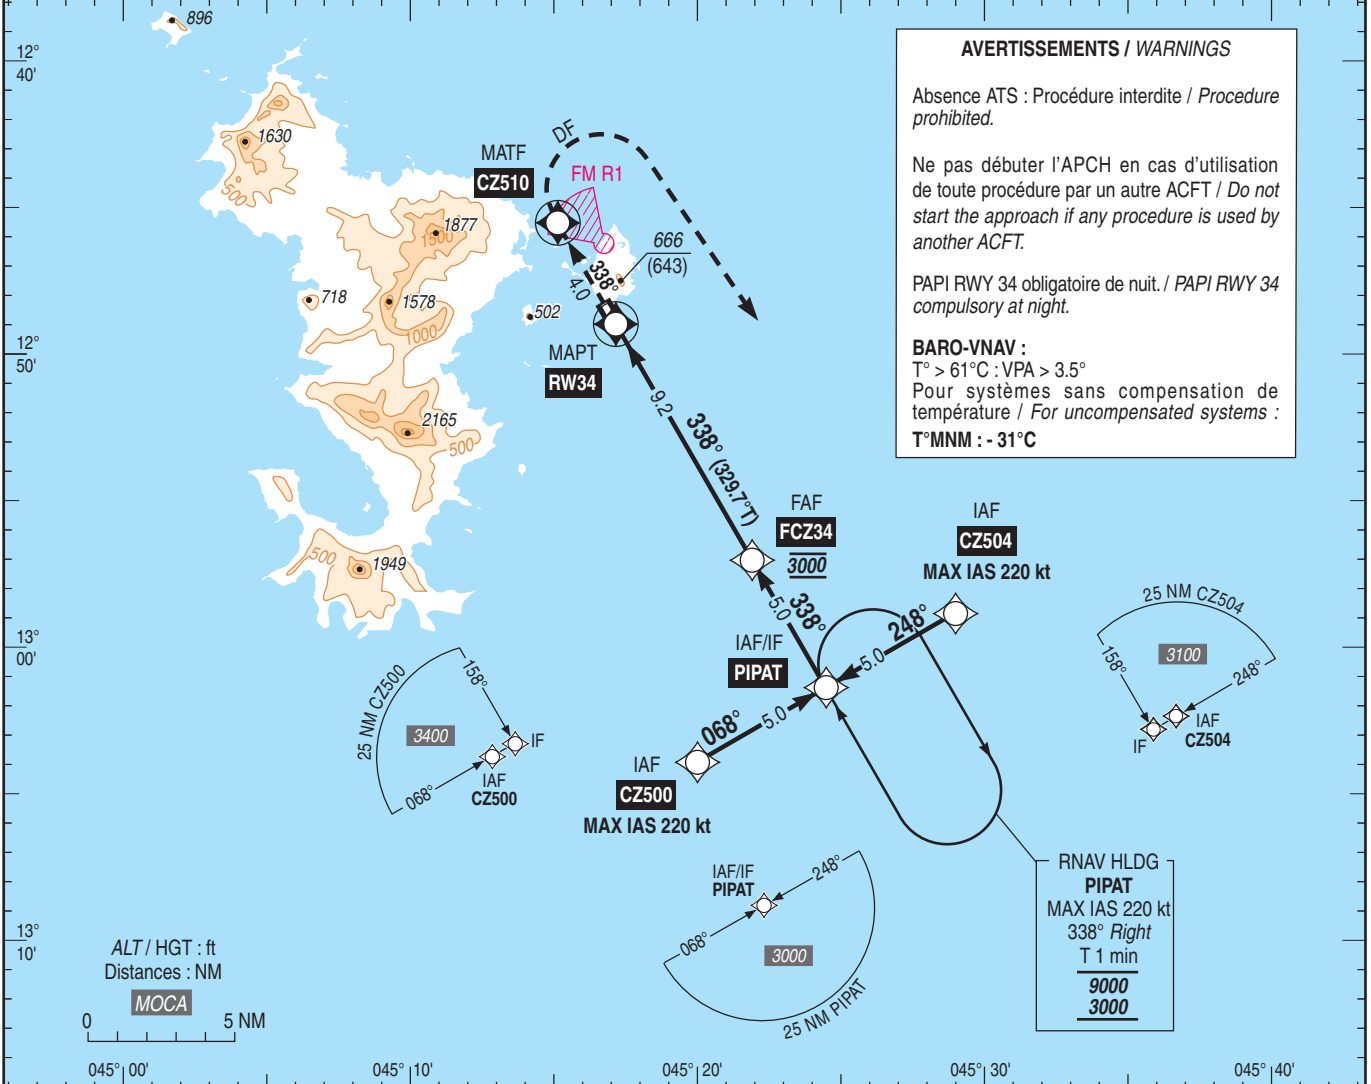 896
12°
40'
1630
500
MATF
CZ510
DF
FM R1
1877
1500
666
(643)
718
1578
1000
502
338°
4.0
12°
50'
MAPT
RW34
2165
500
9.2
338° (329.7°T)
500
1949
FAF
FCZ34
3000
IAF
CZ504
MAX IAS 220 kt
5.0
338°
248°
5.0
13°
00'
IAF/IF
PIPAT
068°
5.0
IAF
CZ500
MAX IAS 220 kt
25 NM CZ500
158°
3400
IF
068°
IAF
CZ500
25 NM CZ504
158°
3100
248°
IF
IAF
CZ504
IAF/IF
PIPAT
248°
068°
3000
25 NM PIPAT
RNAV HLDG
PIPAT
MAX IAS 220 kt
338° Right
T 1 min
9000
3000
13°
10'
ALT / HGT : ft
Distances : NM
MOCA
0 5 NM
045° 00' 045° 10' 045° 20' 045° 30' 045° 40'
AVERTISSEMENTS / WARNINGS
Absence ATS : Procédure interdite / Procedure
prohibited.
Ne pas débuter l'APCH en cas d'utilisation
de toute procédure par un autre ACFT / Do not
start the approach if any procedure is used by
another ACFT.
PAPI RWY 34 obligatoire de nuit. / PAPI RWY 34
compulsory at night.
BARO-VNAV :
T° > 61°C : VPA > 3.5°
Pour systèmes sans compensation de
température / For uncompensated systems :
T°MNM : - 31°C